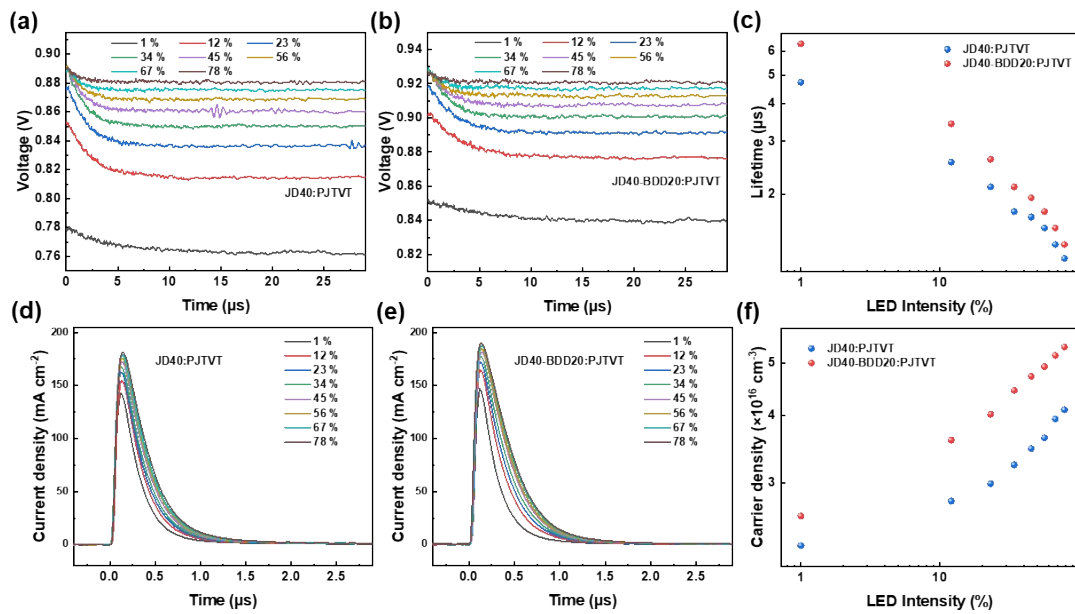 (a)
0.90
0.88
0.86
0.84
0.82
0.80
0.78
0.76
Voltage (V)
1 % 12 % 23 %
34 % 45 % 56 %
67 % 78 %
JD40:PJTVT
0 5 10 15 20 25
Time (µs)
(b)
0.94
0.92
0.90
0.88
0.86
0.84
0.82
Voltage (V)
1 % 12 % 23 %
34 % 45 % 56 %
67 % 78 %
JD40-BDD20:PJTVT
0 5 10 15 20 25
Time (µs)
(c)
6
5
3
2
Lifetime (µs)
JD40:PJTVT
JD40-BDD20:PJTVT
1 10
LED Intensity (%)
(d)
200
150
100
50
0
Current density (mA cm⁻²)
JD40:PJTVT
1 %
12 %
23 %
34 %
45 %
56 %
67 %
78 %
0.0 0.5 1.0 1.5 2.0 2.5
Time (µs)
(e)
200
150
100
50
0
Current density (mA cm⁻²)
JD40-BDD20:PJTVT
1 %
12 %
23 %
34 %
45 %
56 %
67 %
78 %
0.0 0.5 1.0 1.5 2.0 2.5
Time (µs)
(f)
5
4
3
Carrier density (×10¹⁶ cm⁻³)
JD40:PJTVT
JD40-BDD20:PJTVT
1 10
LED Intensity (%)